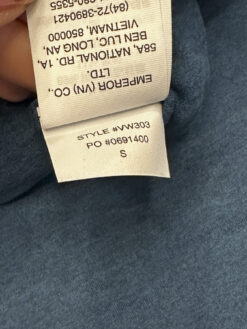 EMPEROR (VN) CO.,
LTD.
58A, NATIONAL RD 1A,
BEN LUC, LONG AN,
VIETNAM, 850000
(84)72-3890421
STYLE #VW303
PO #0691400
S